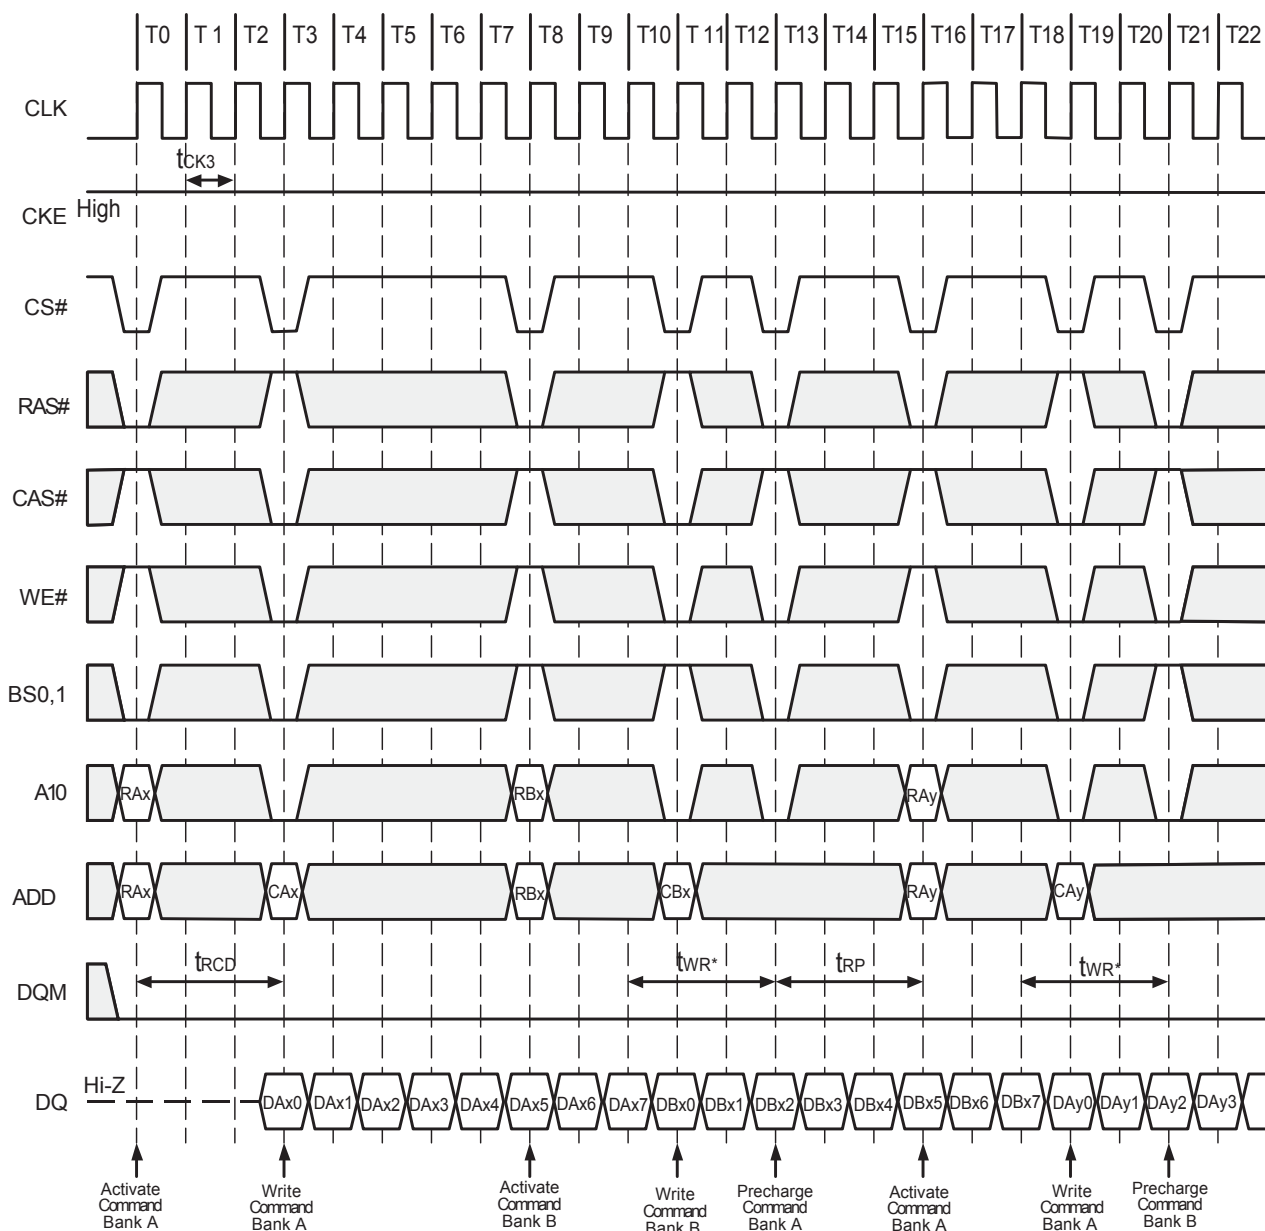 T0 T 1 T2 T3 T4 T5 T6 T7 T8 T9 T10 T 11 T12 T13 T14 T15 T16 T17 T18 T19 T20 T21 T22
CLK
tCK3
CKE High
CS#
RAS#
CAS#
WE#
BS0,1
A10 RAx RBx RAy
ADD RAx CAx RBx CBx RAy CAy
tRCD tWR* tRP tWR*
DQM
Hi-Z
DQ DAx0 DAx1 DAx2 DAx3 DAx4 DAx5 DAx6 DAx7 DBx0 DBx1 DBx2 DBx3 DBx4 DBx5 DBx6 DBx7 DAy0 DAy1 DAy2 DAy3
Activate Write Activate Write Precharge Activate Write Precharge
Command Command Command Command Command Command Command Command
Bank A Bank A Bank B Bank B Bank A Bank A Bank A Bank B